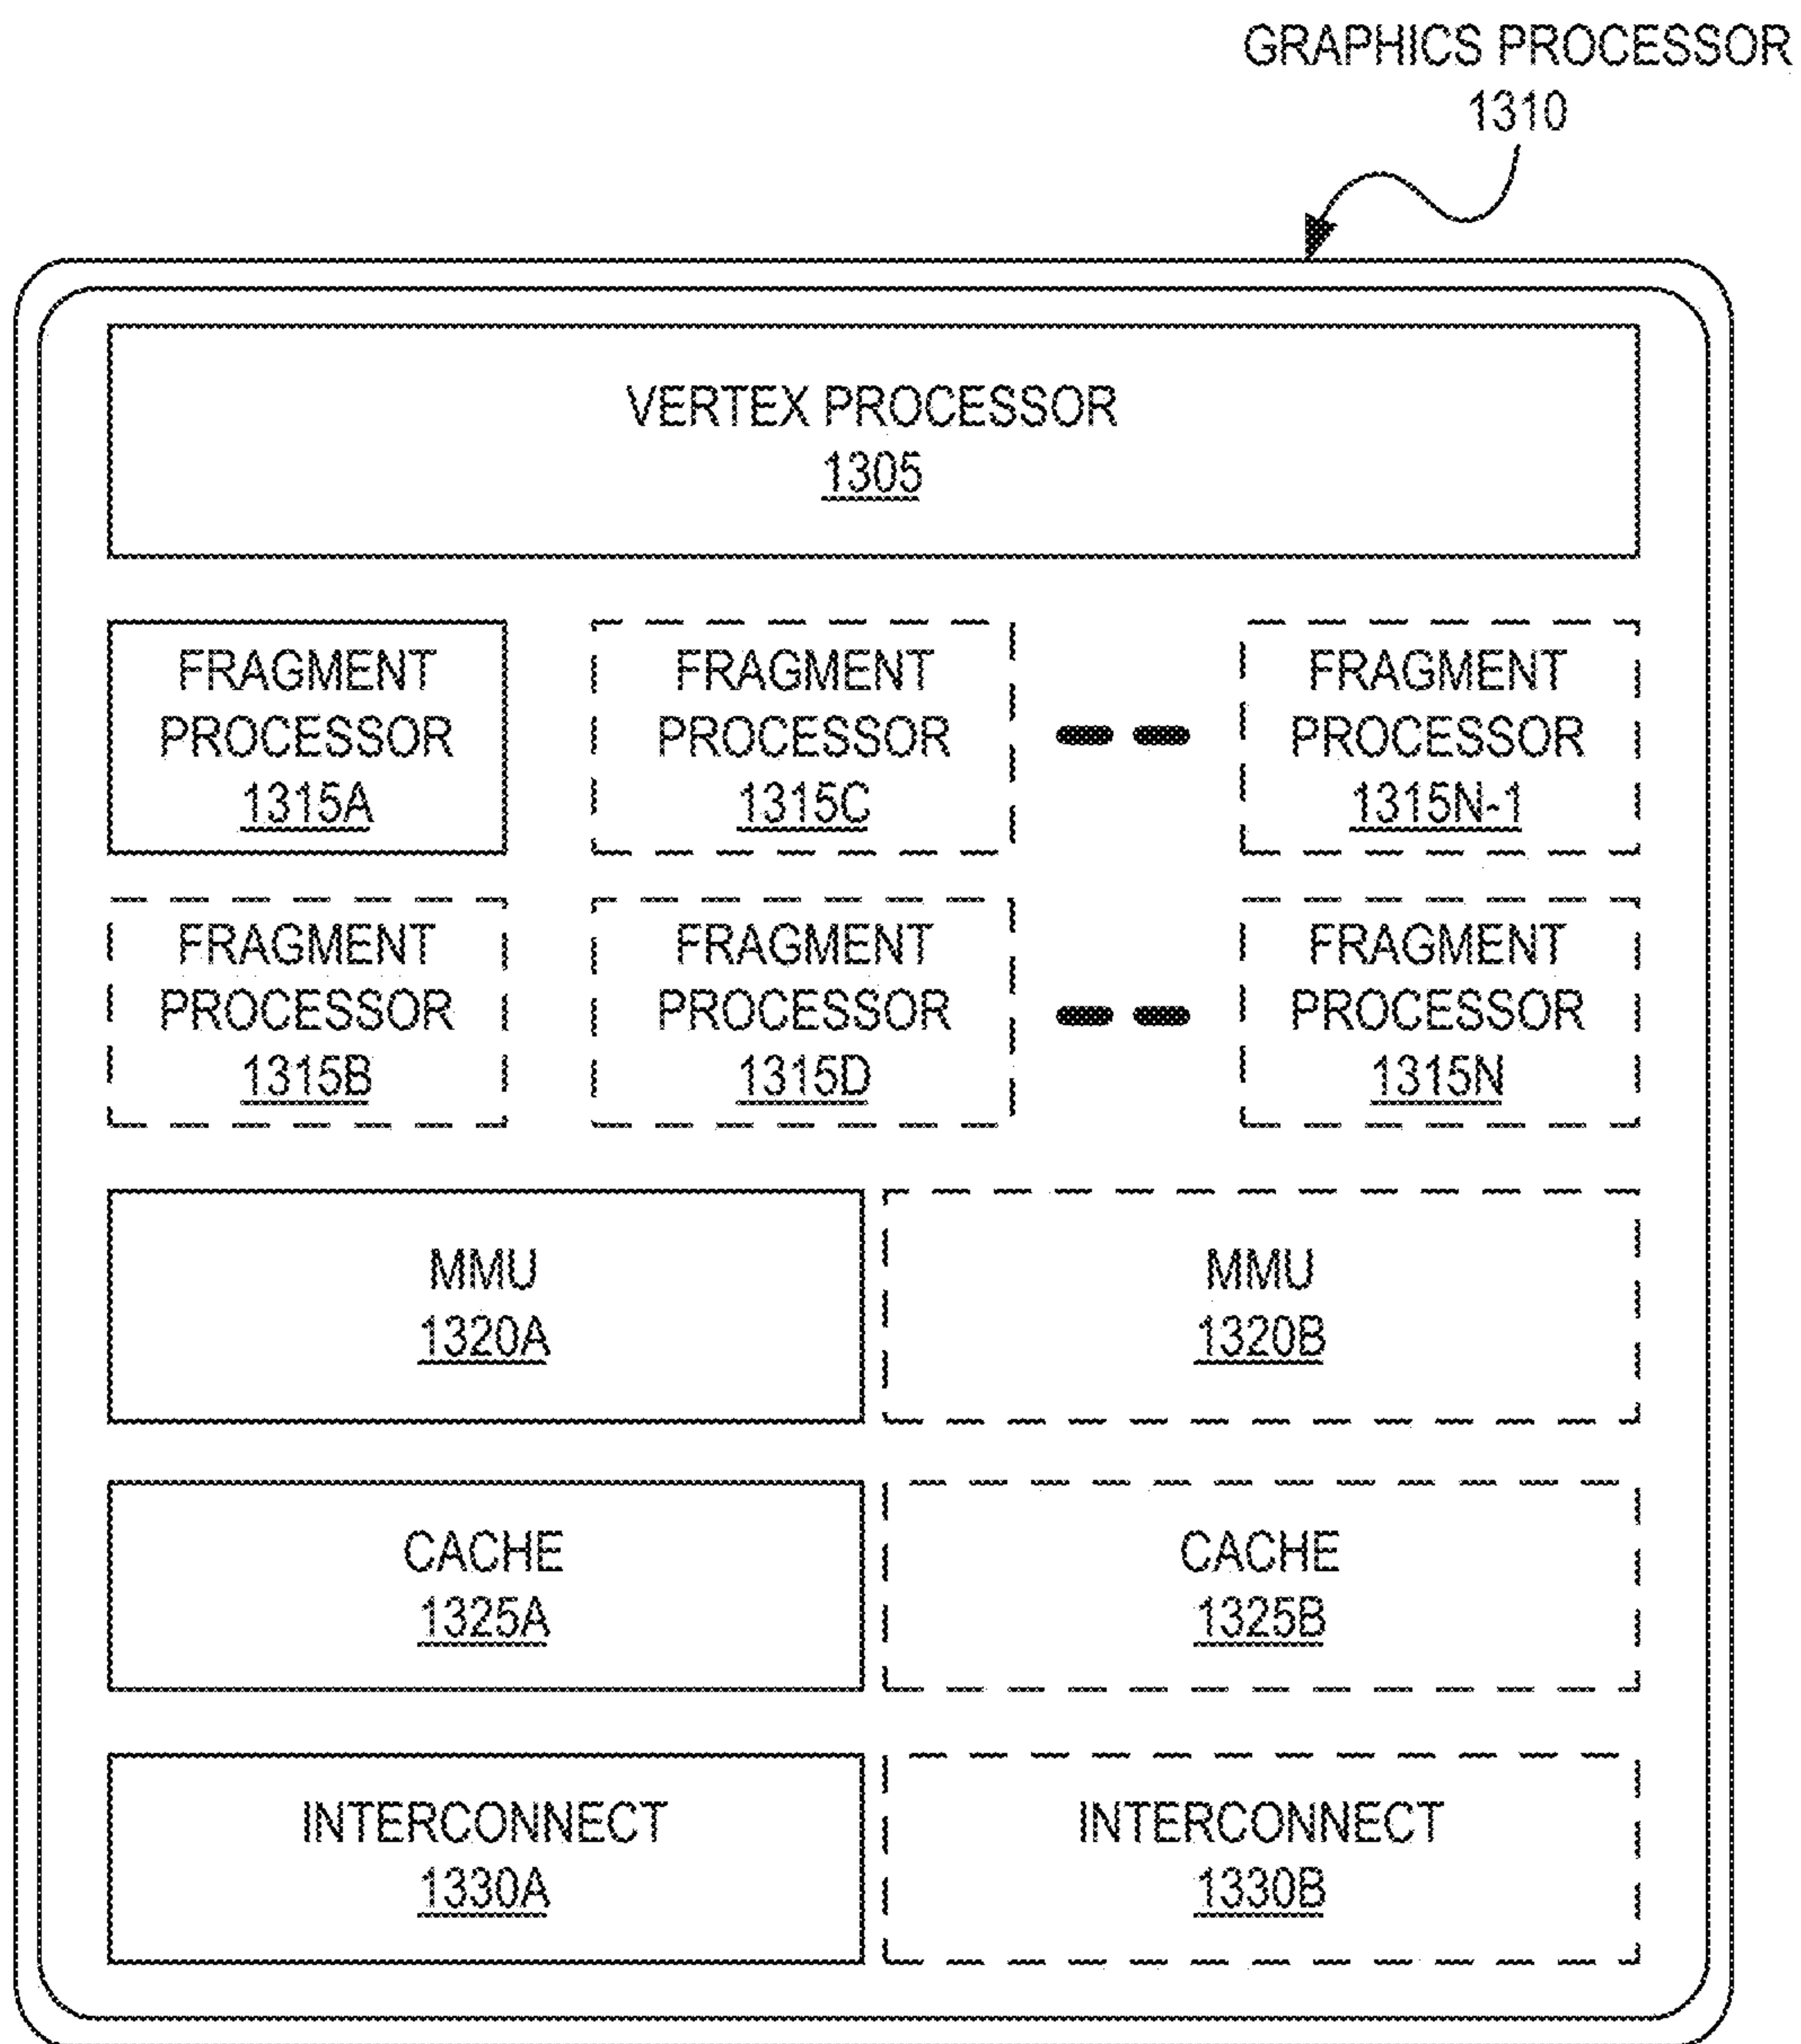 GRAPHICS PROCESSOR
1310
VERTEX PROCESSOR
1305
FRAGMENT
PROCESSOR
1315A
FRAGMENT
PROCESSOR
1315C
FRAGMENT
PROCESSOR
1315N-1
FRAGMENT
PROCESSOR
1315B
FRAGMENT
PROCESSOR
1315D
FRAGMENT
PROCESSOR
1315N
MMU
1320A
MMU
1320B
CACHE
1325A
CACHE
1325B
INTERCONNECT
1330A
INTERCONNECT
1330B